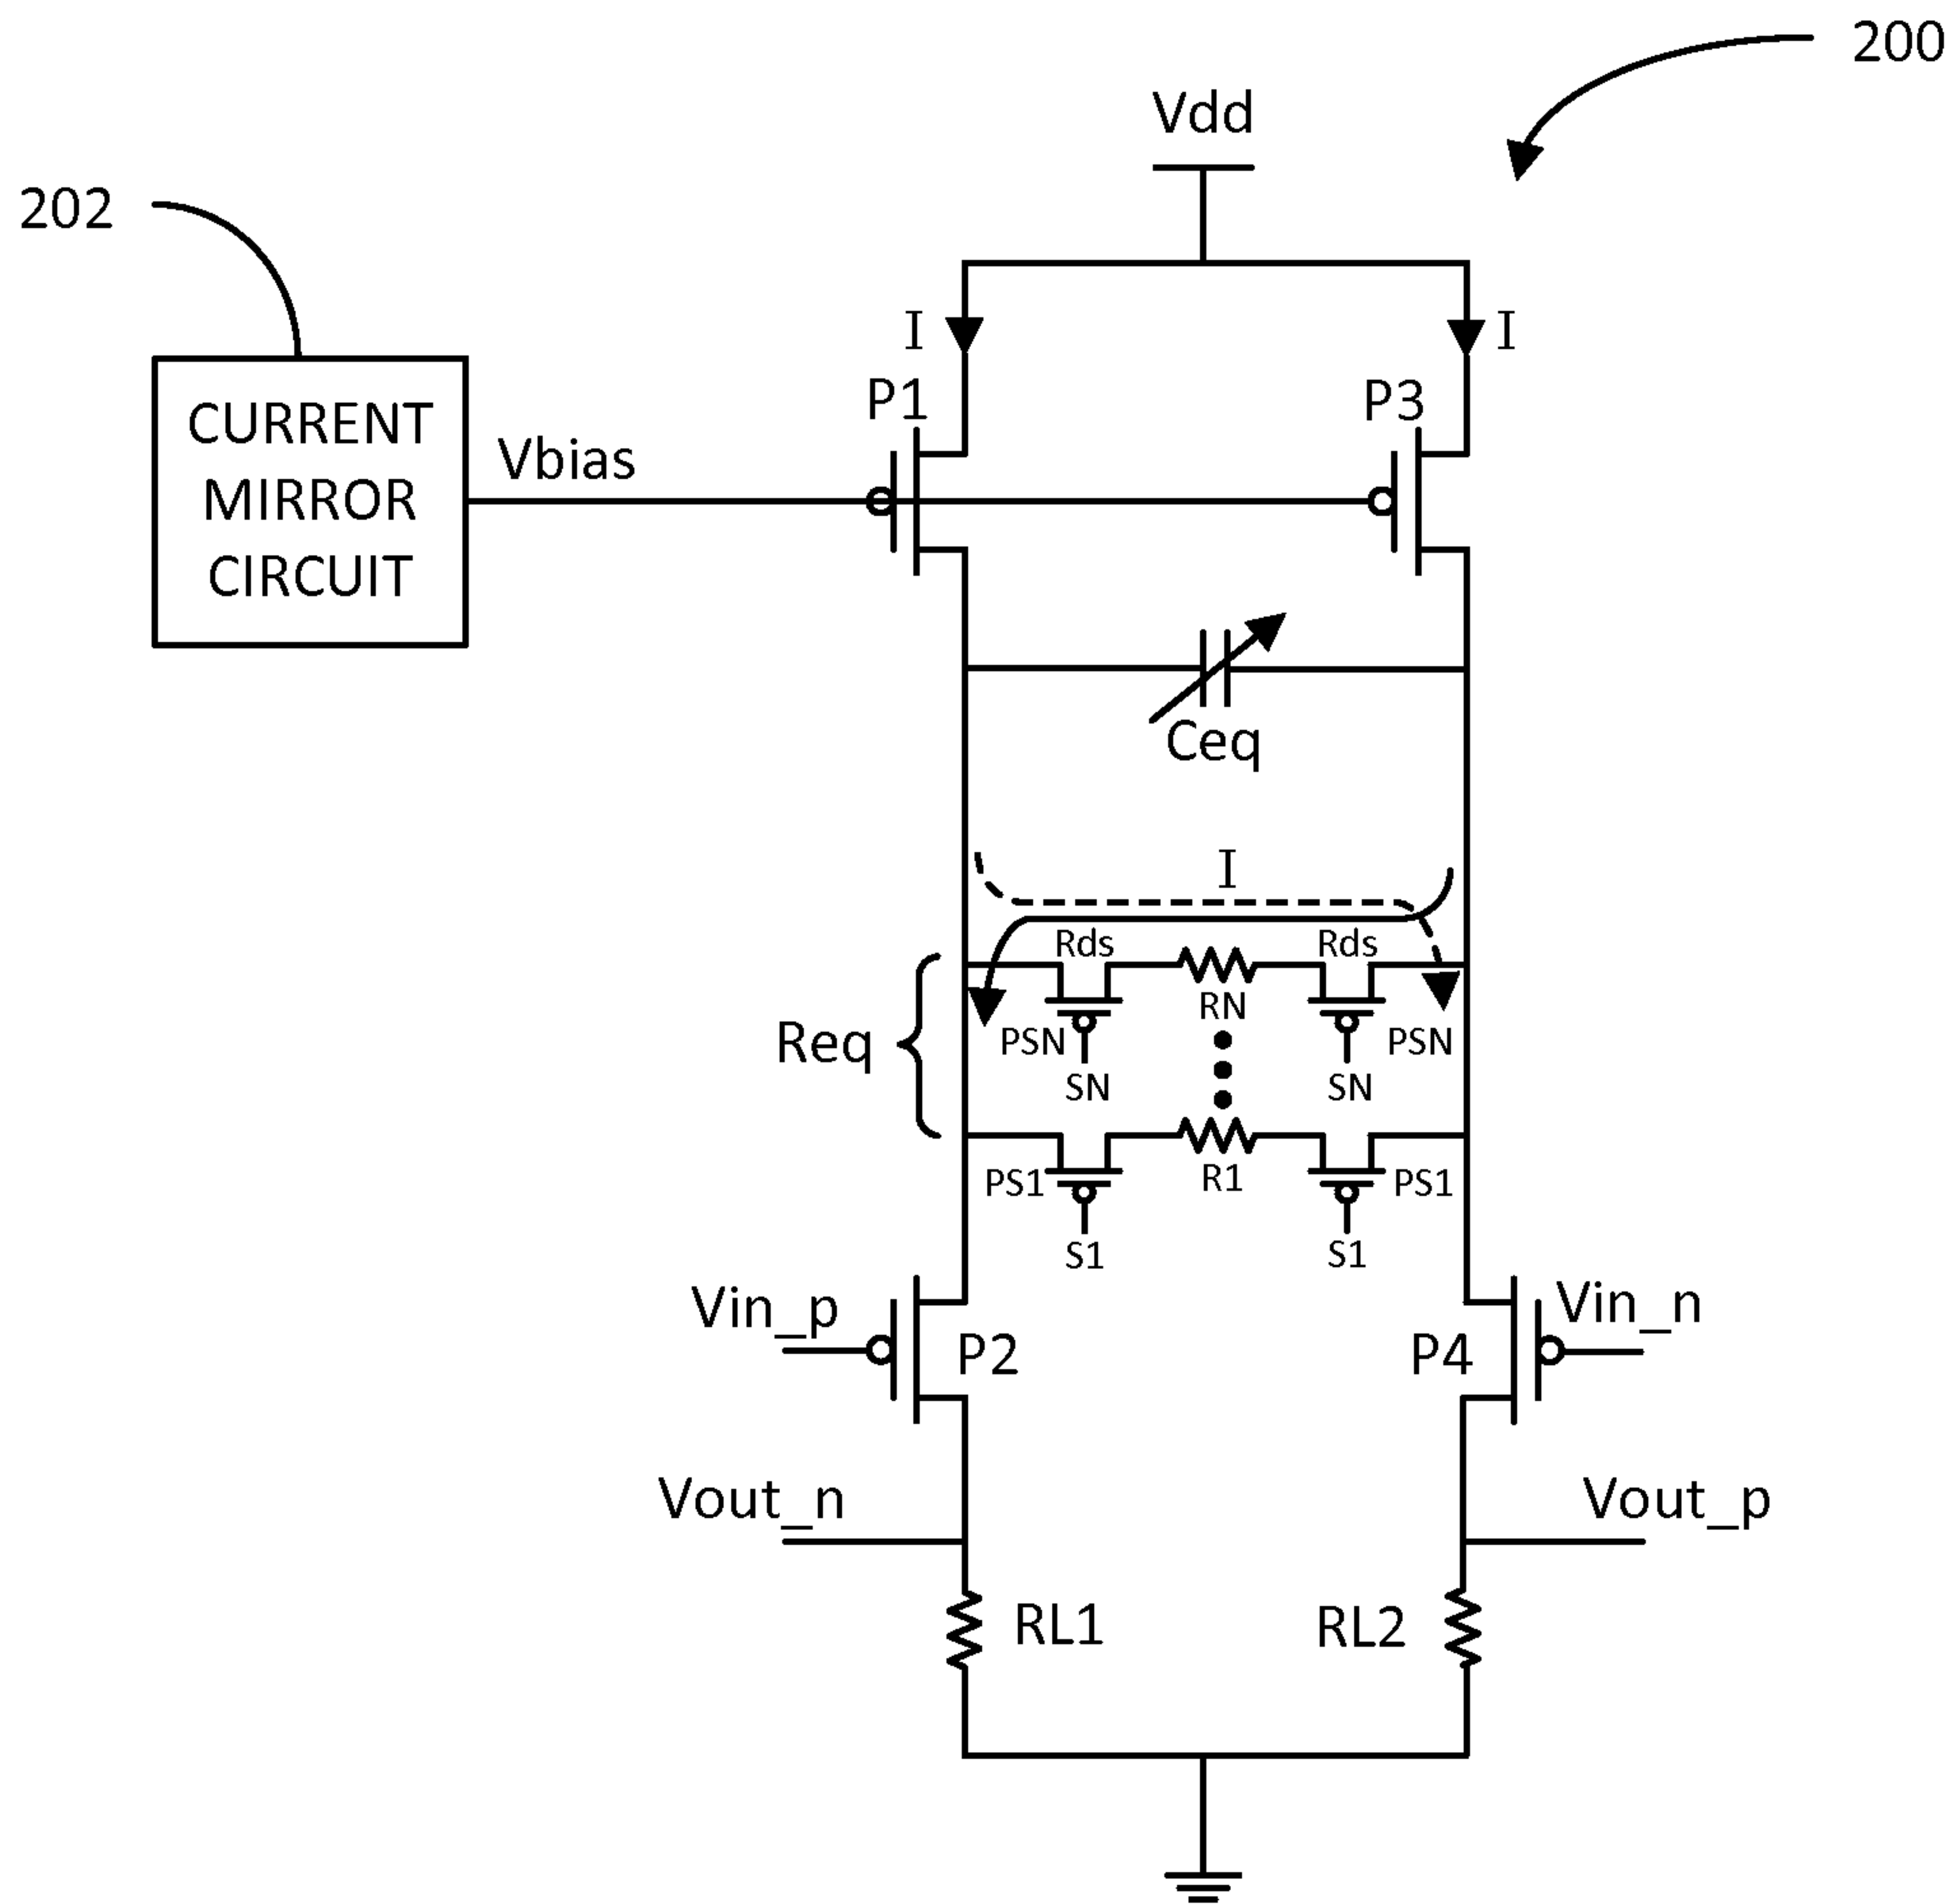 200
Vdd
202
I
I
P1
P3
CURRENT
MIRROR
CIRCUIT
Vbias
Ceq
I
Rds
Rds
RN
Req
PSN
PSN
SN
SN
PS1
R1
PS1
S1
S1
Vin_p
Vin_n
P2
P4
Vout_n
Vout_p
RL1
RL2